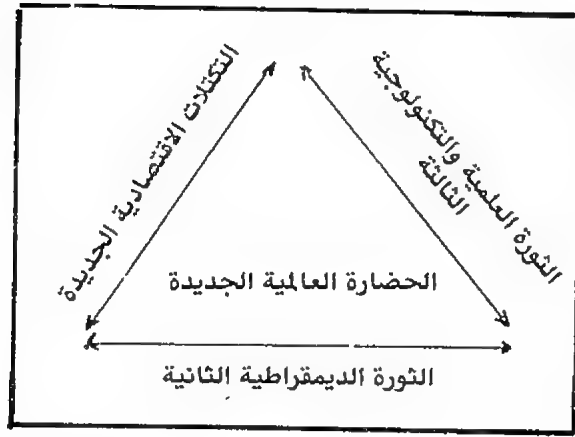 الثورة العلمية والتكنولوجية
الثالثة
التكتلات الاقتصادية الجديدة
الحضارة العالمية الجديدة
الثورة الديمقراطية الثانية